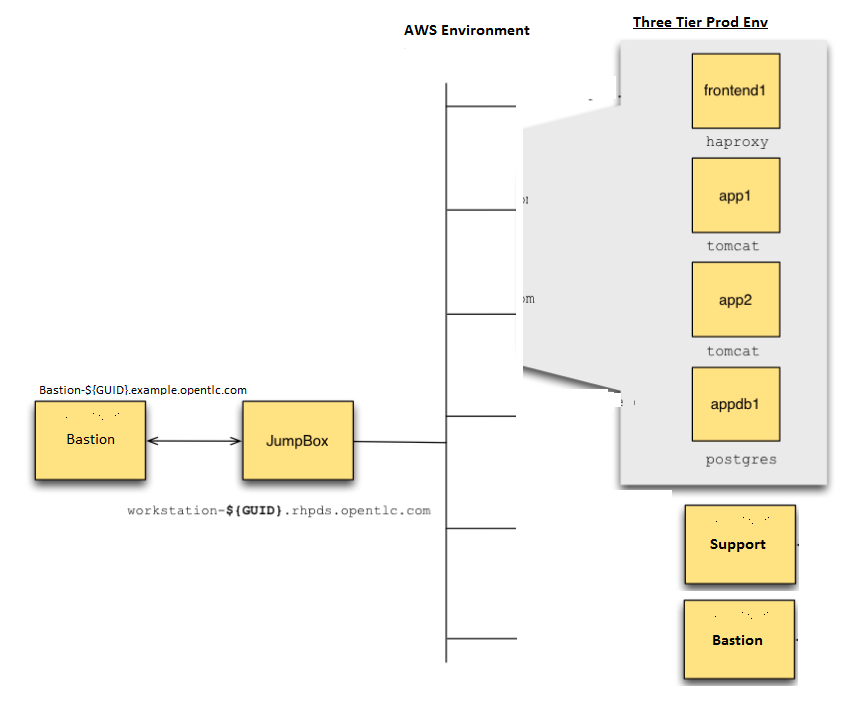 AWS Environment
Three Tier Prod Env
frontend1
haproxy
app1
tomcat
app2
tomcat
appdb1
postgres
Bastion-${GUID}.example.opentlc.com
Bastion
JumpBox
workstation-${GUID}.rhpds.opentlc.com
Support
Bastion